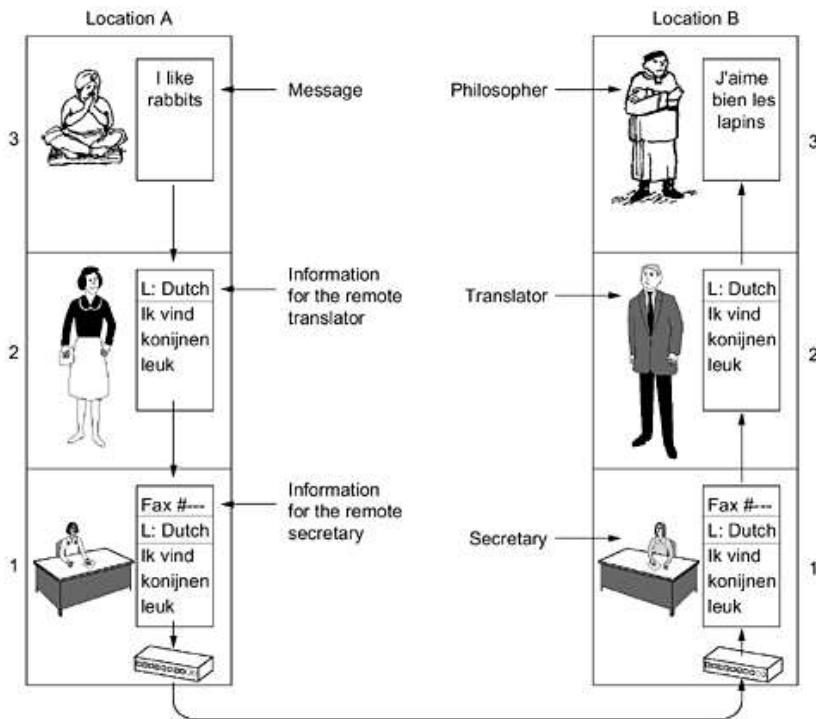 Location A
Location B
I like
rabbits
Message
Philosopher
J'aime
bien les
lapins
3
3
L: Dutch
Ik vind
konijnen
leuk
Information
for the remote
translator
Translator
L: Dutch
Ik vind
konijnen
leuk
2
2
Fax #---
L: Dutch
Ik vind
konijnen
leuk
Information
for the remote
secretary
Secretary
Fax #---
L: Dutch
Ik vind
konijnen
leuk
1
1